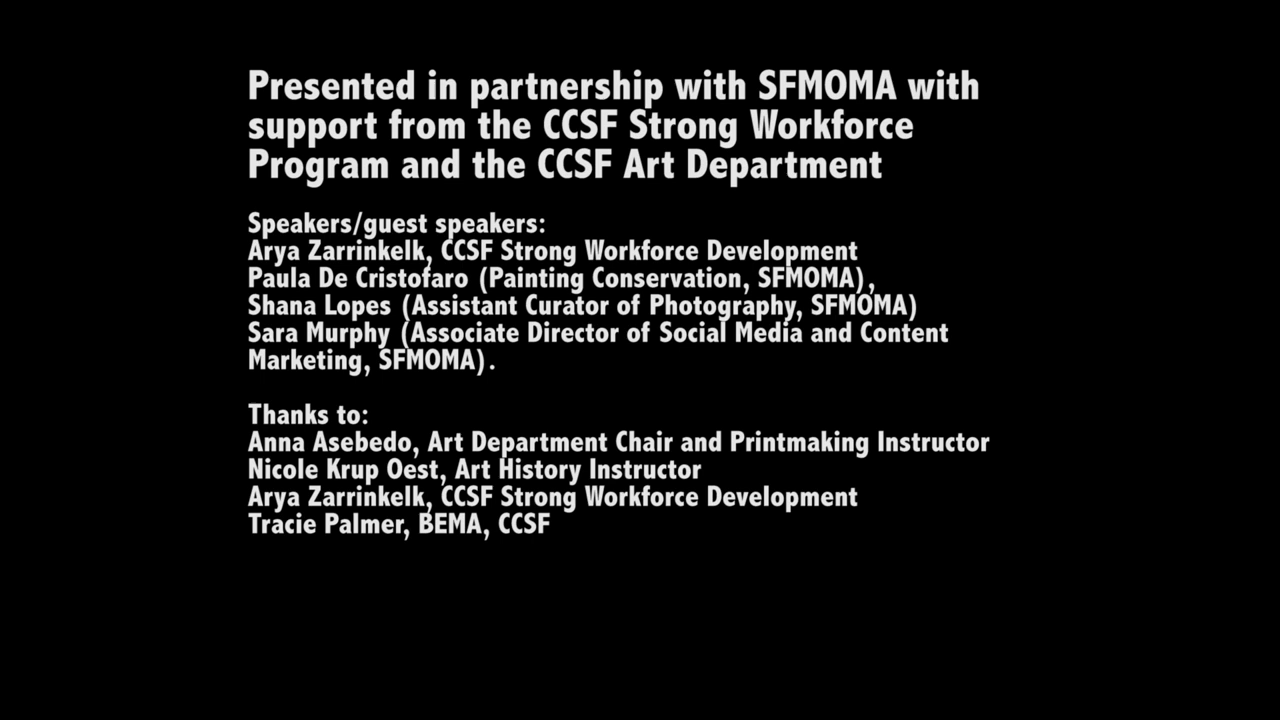 Presented in partnership with SFMOMA with
support from the CCSF Strong Workforce
Program and the CCSF Art Department
Speakers/guest speakers:
Arya Zarrinkelk, CCSF Strong Workforce Development
Paula De Cristofaro (Painting Conservation, SFMOMA),
Shana Lopes (Assistant Curator of Photography, SFMOMA)
Sara Murphy (Associate Director of Social Media and Content
Marketing, SFMOMA).
Thanks to:
Anna Asebedo, Art Department Chair and Printmaking Instructor
Nicole Krup Oest, Art History Instructor
Arya Zarrinkelk, CCSF Strong Workforce Development
Tracie Palmer, BEMA, CCSF